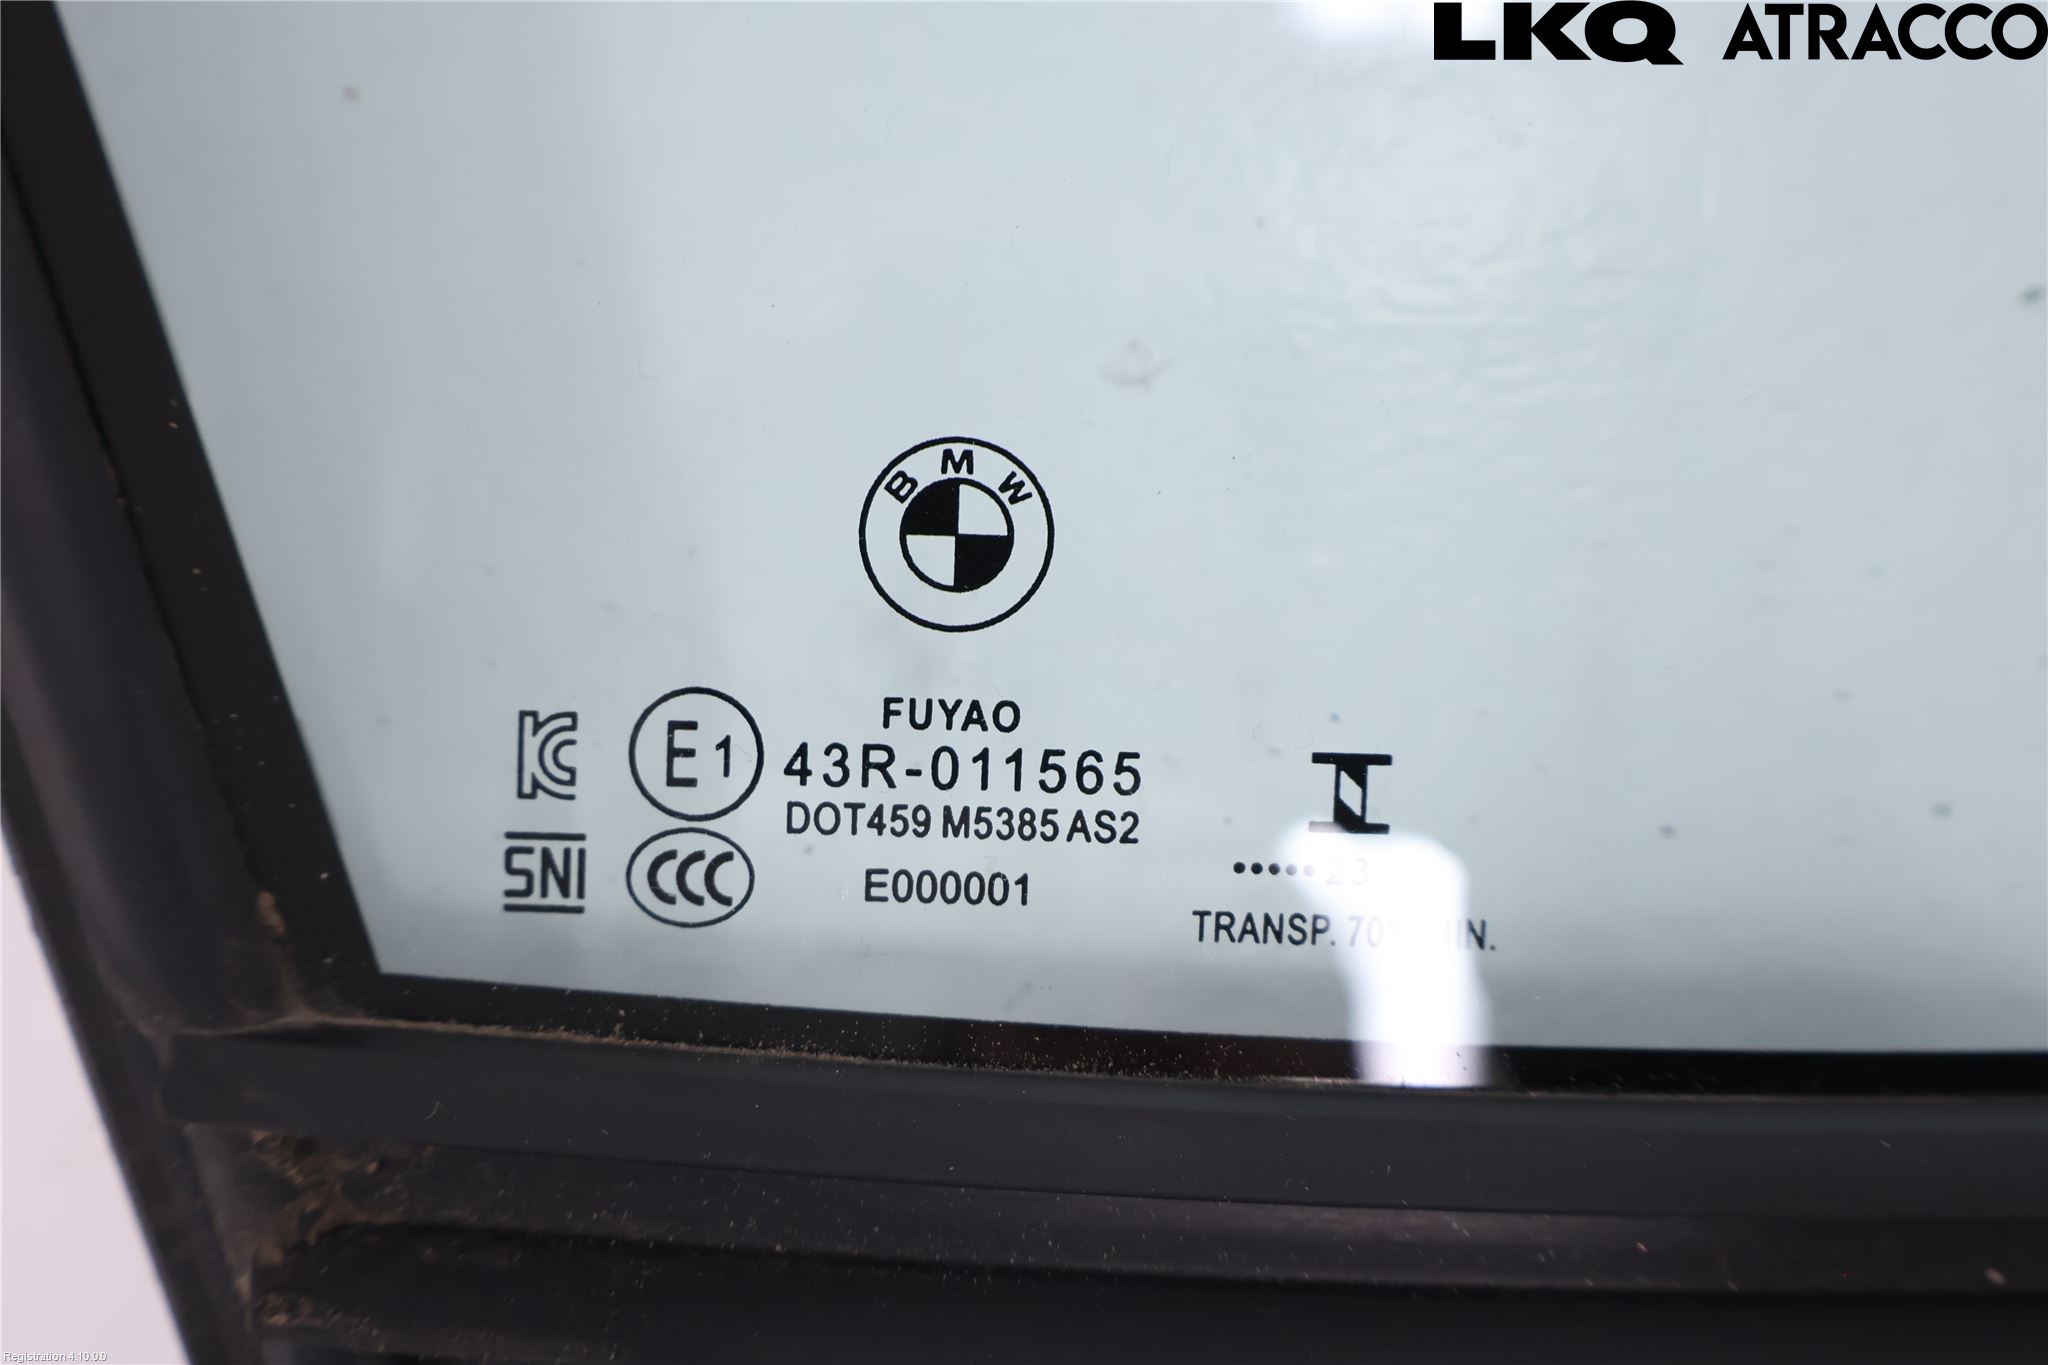 LKQ ATRACCO
BMW
FUYAO
E1 43R-011565
DOT459 M5385 AS2
SNI CCC E000001
•••••23
TRANSP. 70% MIN.
Registration 4.10.0.0